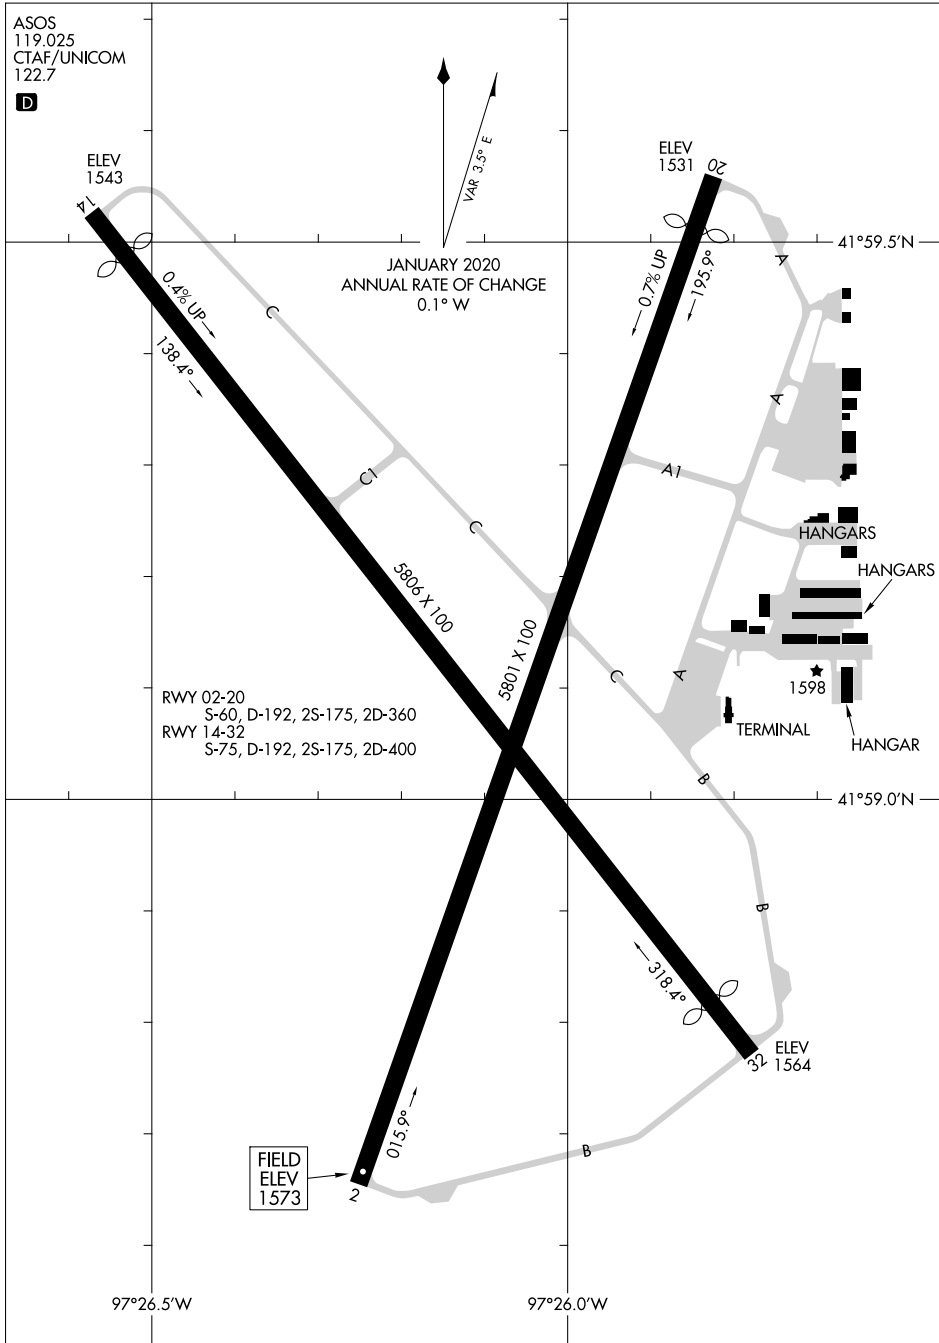 ASOS
119.025
CTAF/UNICOM
122.7
D
VAR 3.5° E
JANUARY 2020
ANNUAL RATE OF CHANGE
0.1° W
ELEV
1543
14
ELEV
1531
20
41°59.5'N
0.4% UP
138.4°
0.7% UP
195.9°
A
C
A
C1
A1
C
HANGARS
HANGARS
5806 X 100
5801 X 100
C
A
1598
RWY 02-20
S-60, D-192, 2S-175, 2D-360
RWY 14-32
S-75, D-192, 2S-175, 2D-400
TERMINAL
HANGAR
B
41°59.0'N
B
318.4°
32
ELEV
1564
015.9°
B
FIELD
ELEV
1573
2
97°26.5'W
97°26.0'W